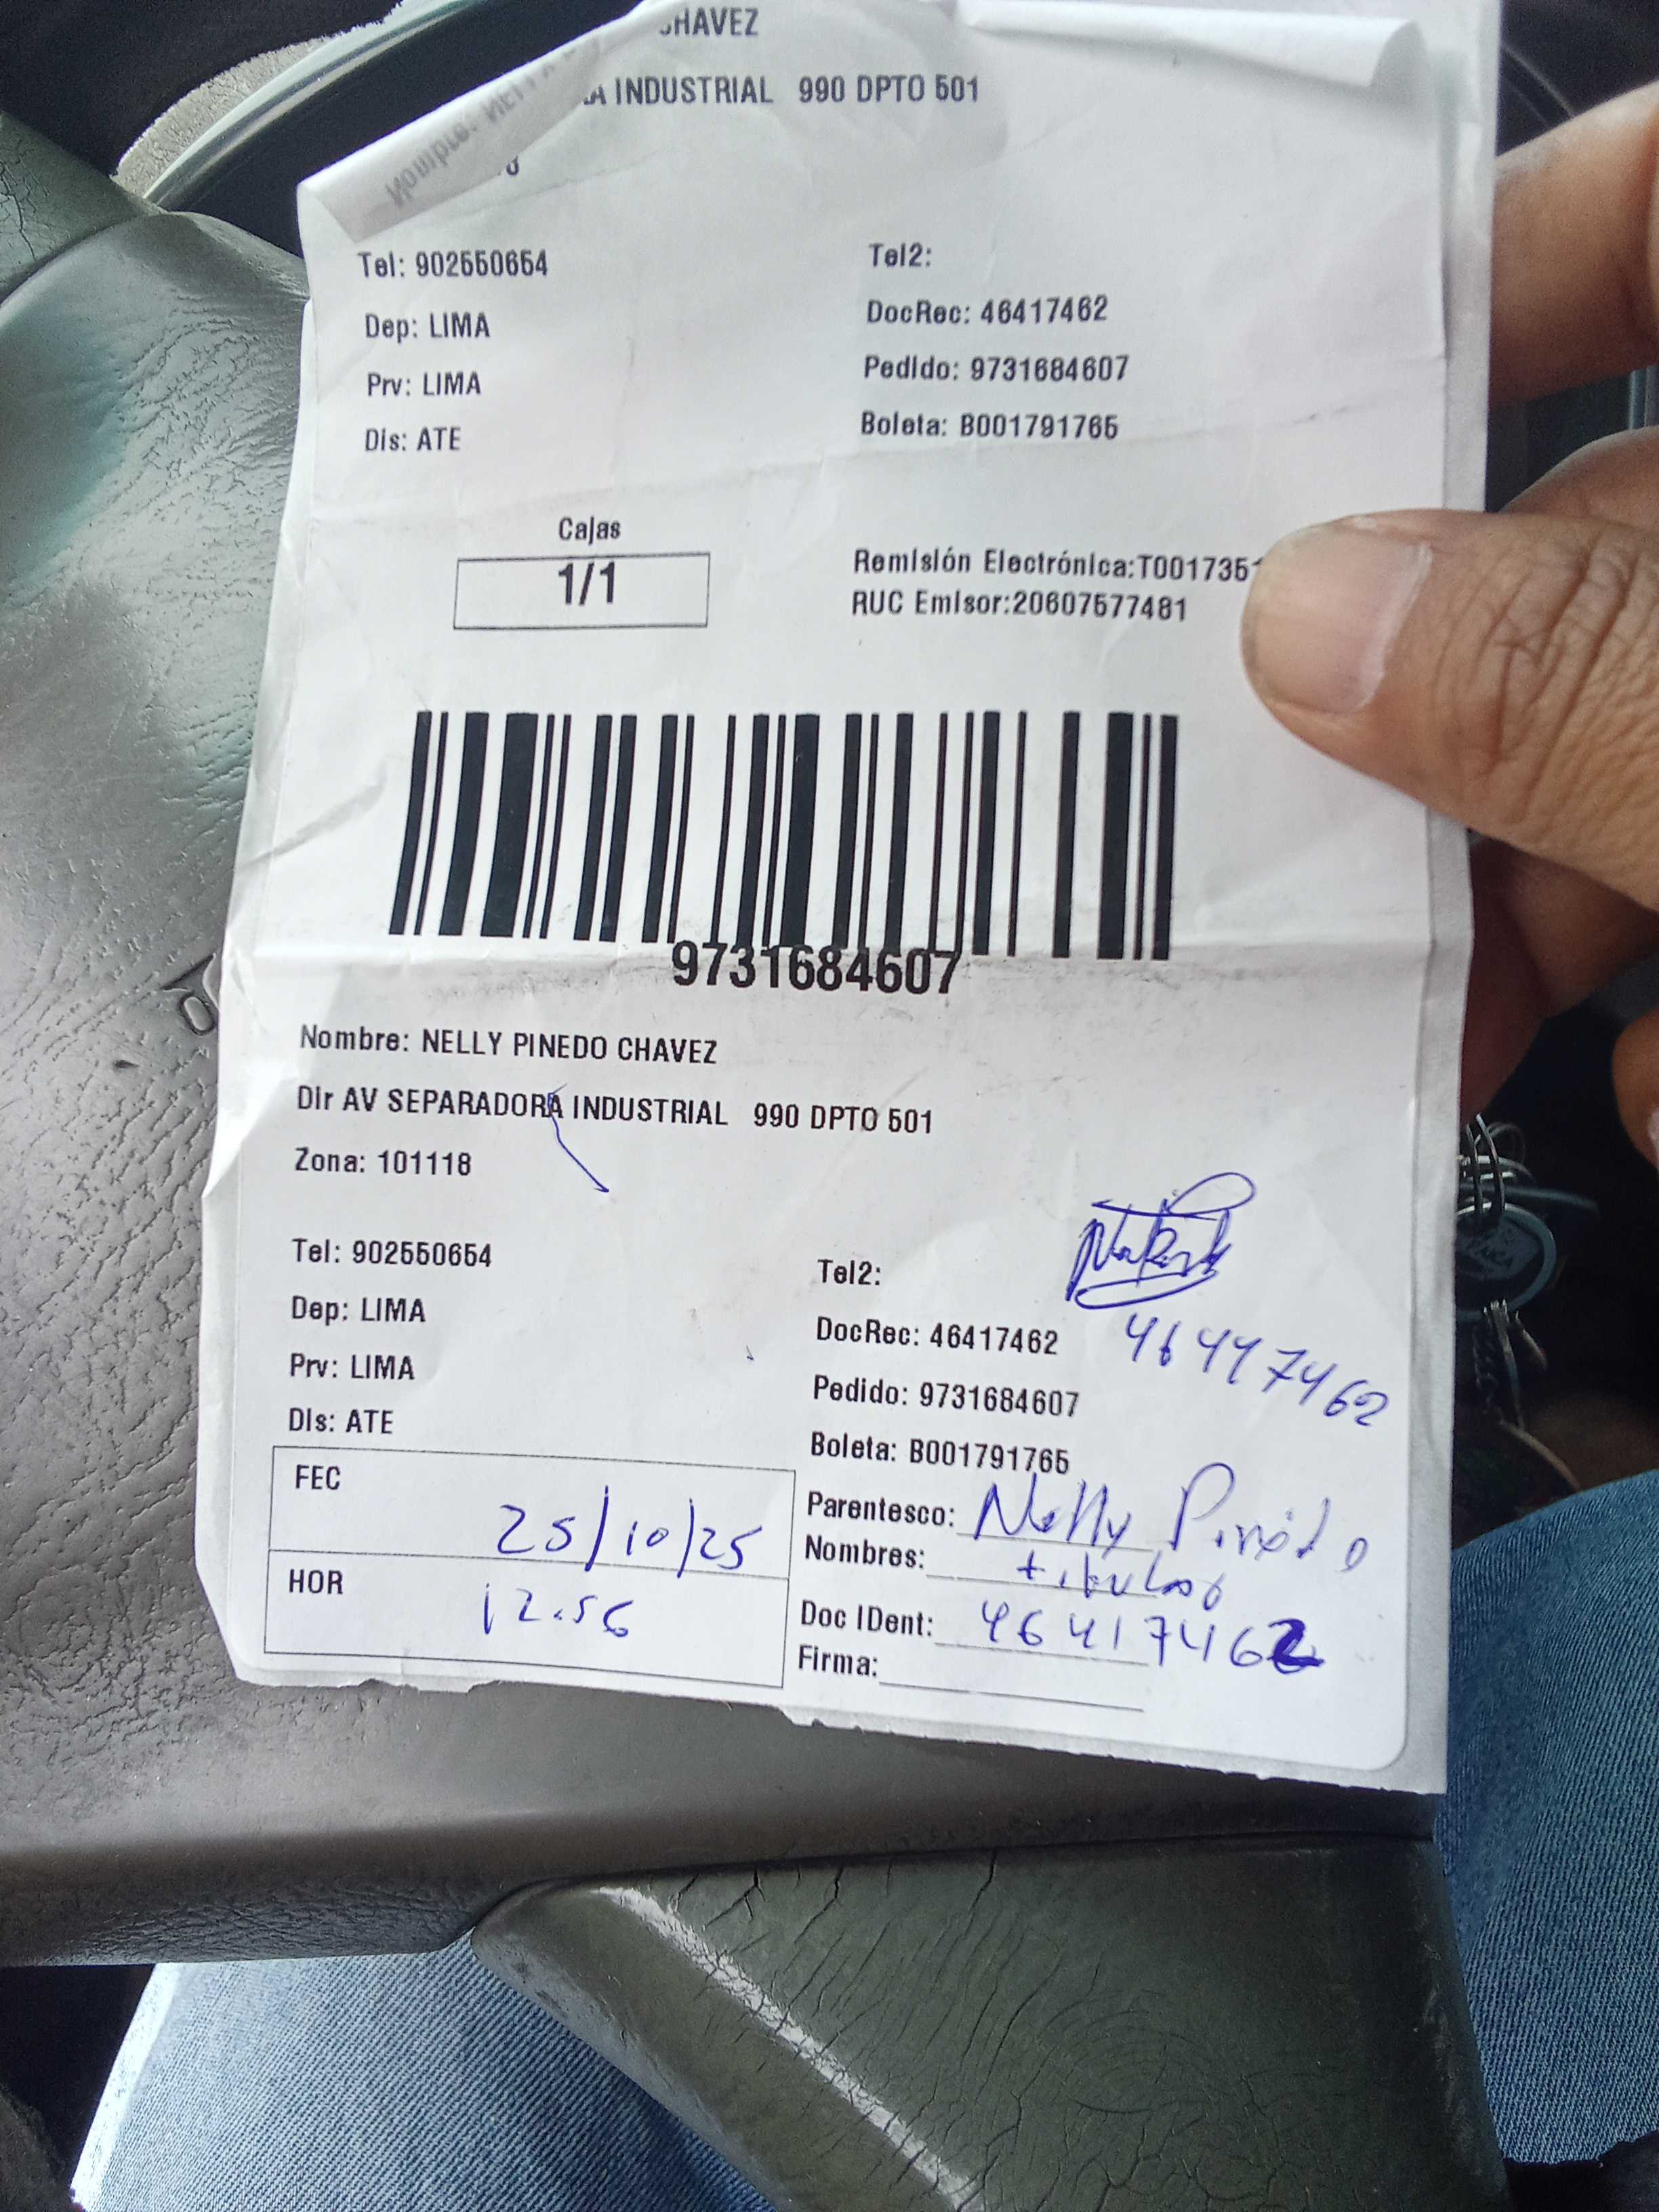 CHAVEZ
INDUSTRIAL 990 DPTO 501
Nombre:
Tel: 902550654
Tel2:
Dep: LIMA
DocRec: 46417462
Prv: LIMA
Pedido: 9731684607
Dis: ATE
Boleta: B001791765
Cajas
1/1
Remisión Electrónica:T001735
RUC Emisor:20607577481
9731684607
Nombre: NELLY PINEDO CHAVEZ
Dir AV SEPARADORA INDUSTRIAL 990 DPTO 501
Zona: 101118
Tel: 902550654
Tel2:
Dep: LIMA
DocRec: 46417462
46417462
Prv: LIMA
Pedido: 9731684607
Dis: ATE
Boleta: B001791765
FEC 25/10/25
Parentesco: Nelly Pinedo
Nombres: titular
HOR 12.56
Doc IDent: 46417462
Firma: